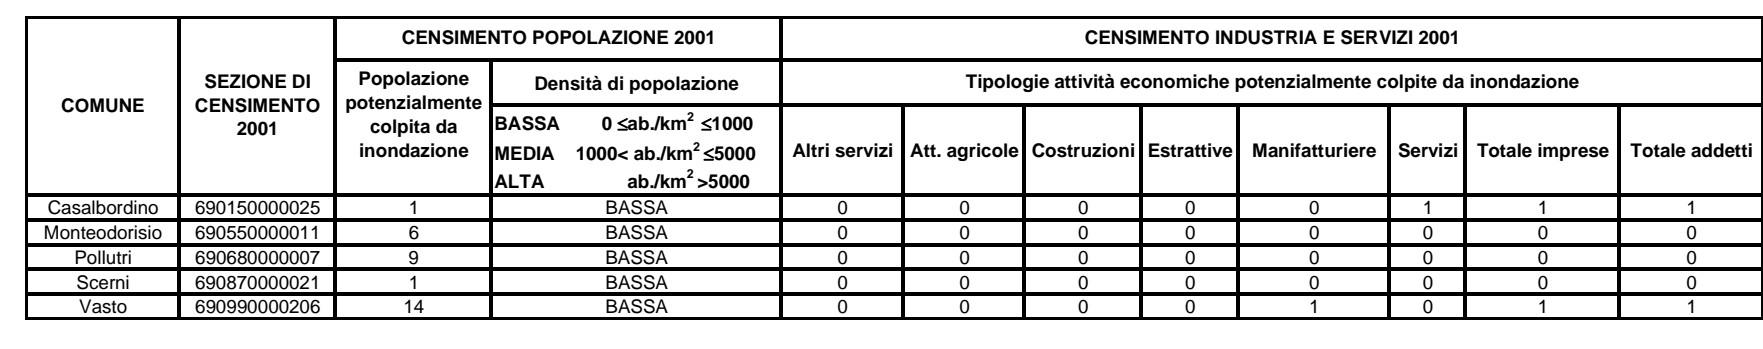 CENSIMENTO POPOLAZIONE 2001 CENSIMENTO INDUSTRIA E SERVIZI 2001
COMUNE
SEZIONE DI
CENSIMENTO
2001
Popolazione
potenzialmente
colpita da
inondazione
Densità di popolazione
Tipologie attività economiche potenzialmente colpite da inondazione
BASSA 0 ≤ab./km² ≤1000
MEDIA 1000< ab./km² ≤5000
ALTA ab./km² >5000
Altri servizi Att. agricole Costruzioni Estrattive Manifatturiere Servizi Totale imprese Totale addetti
Casalbordino 690150000025 1 BASSA 0 0 0 0 0 1 1 1
Monteodorisio 690550000011 6 BASSA 0 0 0 0 0 0 0 0
Pollutri 690680000007 9 BASSA 0 0 0 0 0 0 0 0
Scerni 690870000021 1 BASSA 0 0 0 0 0 0 0 0
Vasto 690990000206 14 BASSA 0 0 0 0 1 0 1 1